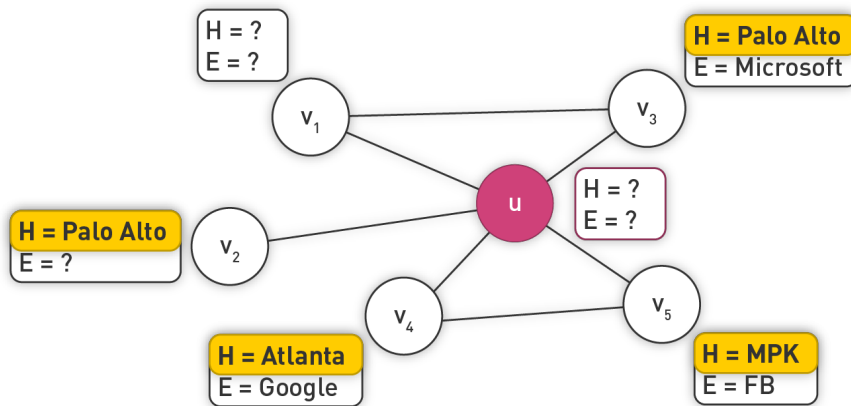 H = ?
E = ?
H = Palo Alto
E = Microsoft
v1
v3
H = ?
E = ?
u
H = Palo Alto
E = ?
v2
v4
v5
H = Atlanta
E = Google
H = MPK
E = FB